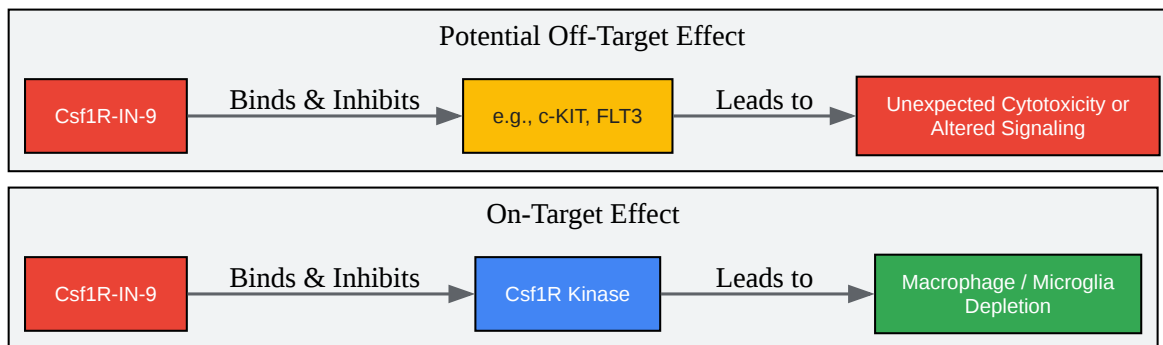 Potential Off-Target Effect
Csf1R-IN-9
Binds & Inhibits
e.g., c-KIT, FLT3
Leads to
Unexpected Cytotoxicity or
Altered Signaling
On-Target Effect
Csf1R-IN-9
Binds & Inhibits
Csf1R Kinase
Leads to
Macrophage / Microglia
Depletion